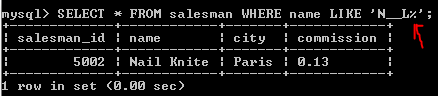 mysql> SELECT * FROM salesman WHERE name LIKE 'N__L%';
+-------------+------------+-------+------------+
| salesman_id | name | city | commission |
+-------------+------------+-------+------------+
| 5002 | Nail Knite | Paris | 0.13 |
+-------------+------------+-------+------------+
1 row in set (0.00 sec)